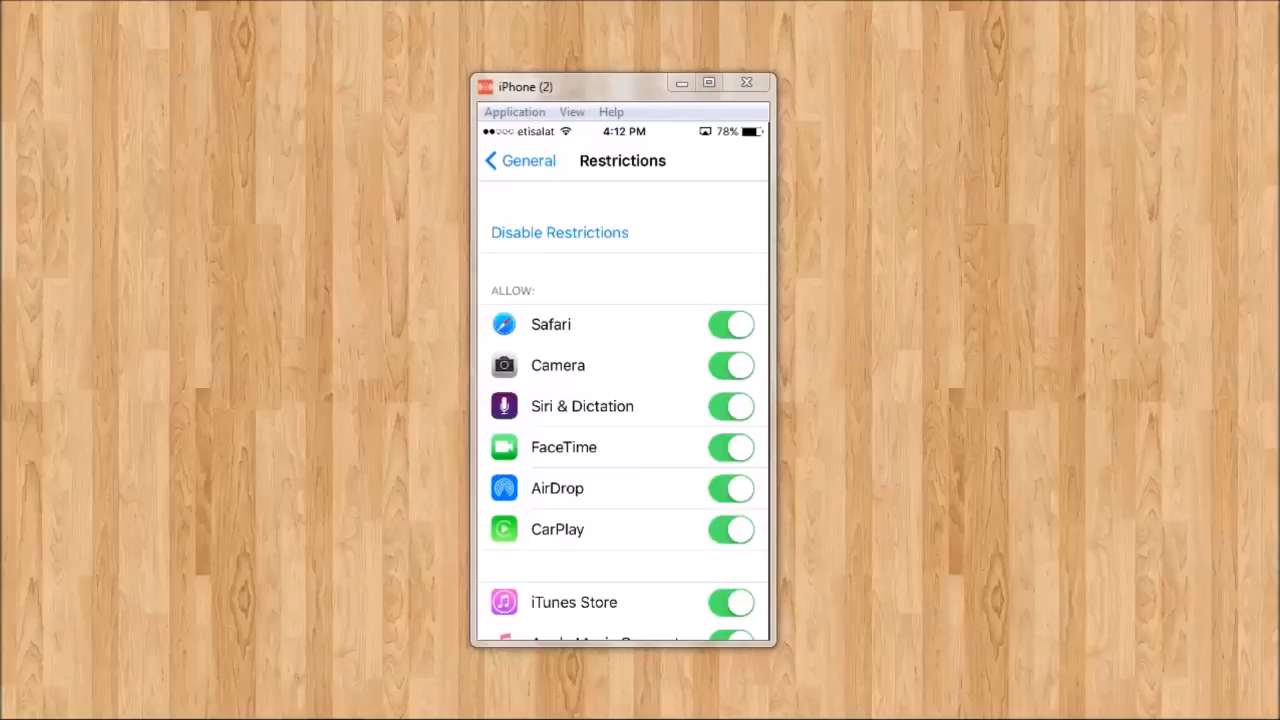 iPhone (2)
Application View Help
etisalat 4:12 PM 78%
General Restrictions
Disable Restrictions
ALLOW:
Safari
Camera
Siri & Dictation
FaceTime
AirDrop
CarPlay
iTunes Store